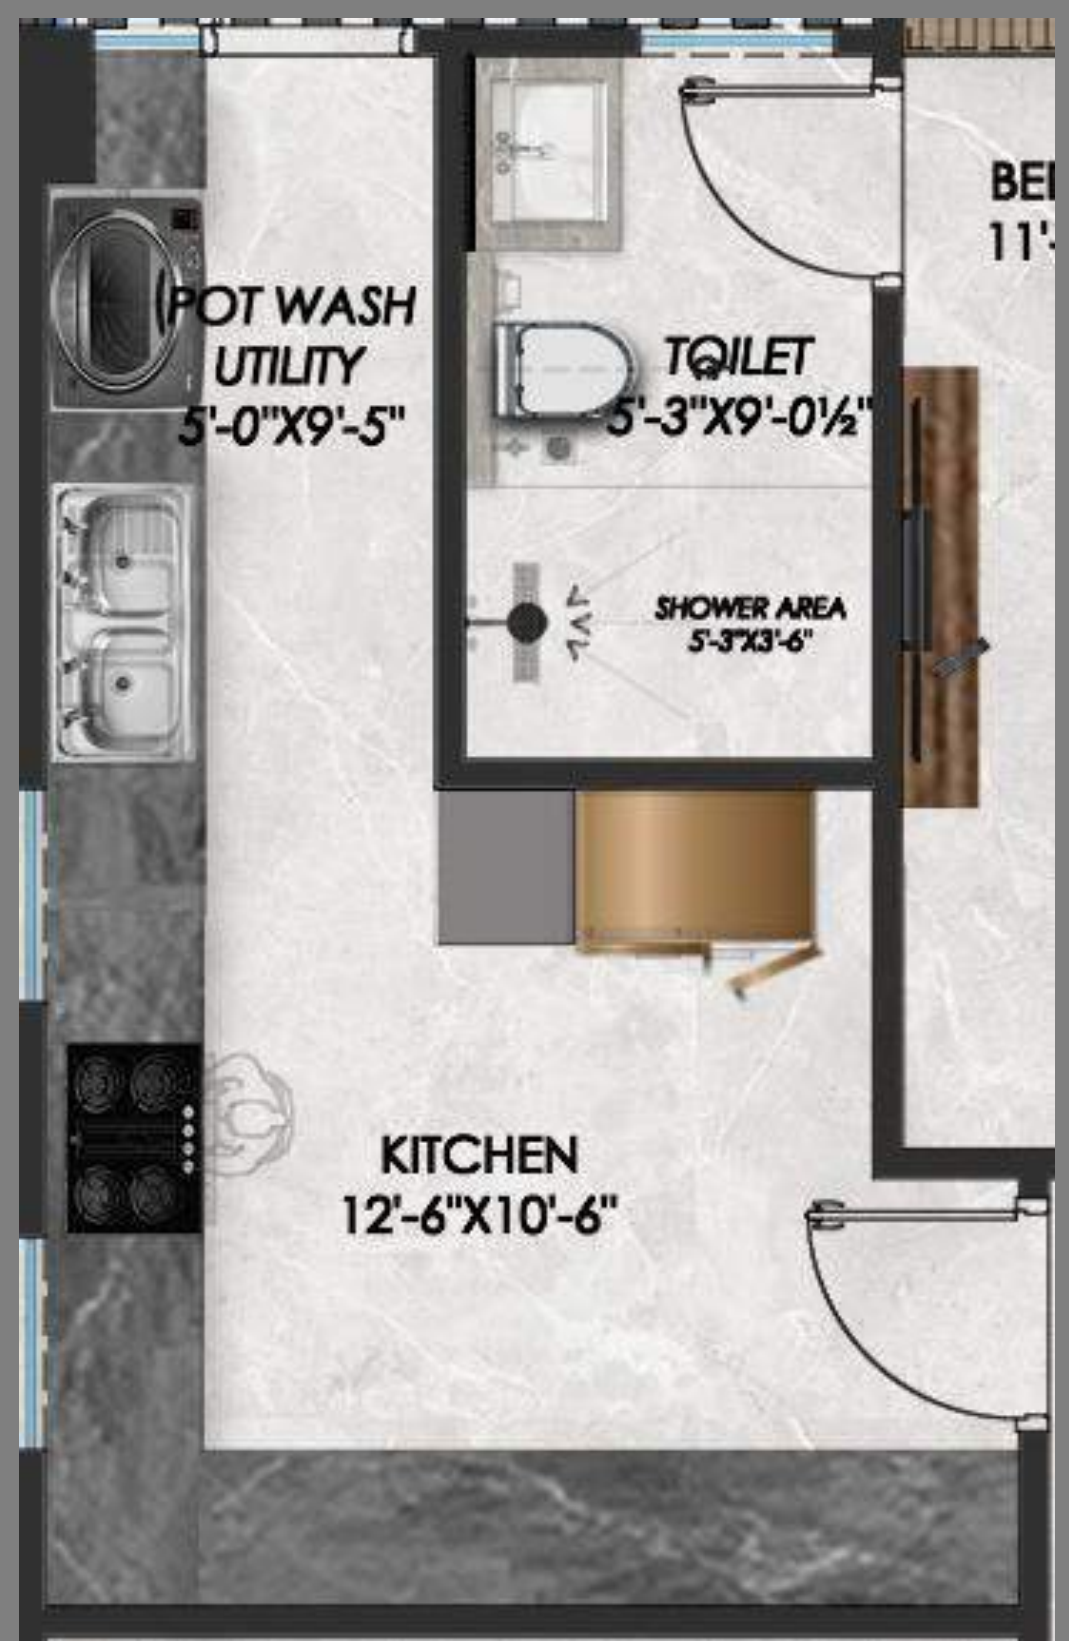 POT WASH
UTILITY
5'-0"X9'-5"
TOILET
5'-3"X9'-0½"
SHOWER AREA
5'-3"X3'-6"
KITCHEN
12'-6"X10'-6"